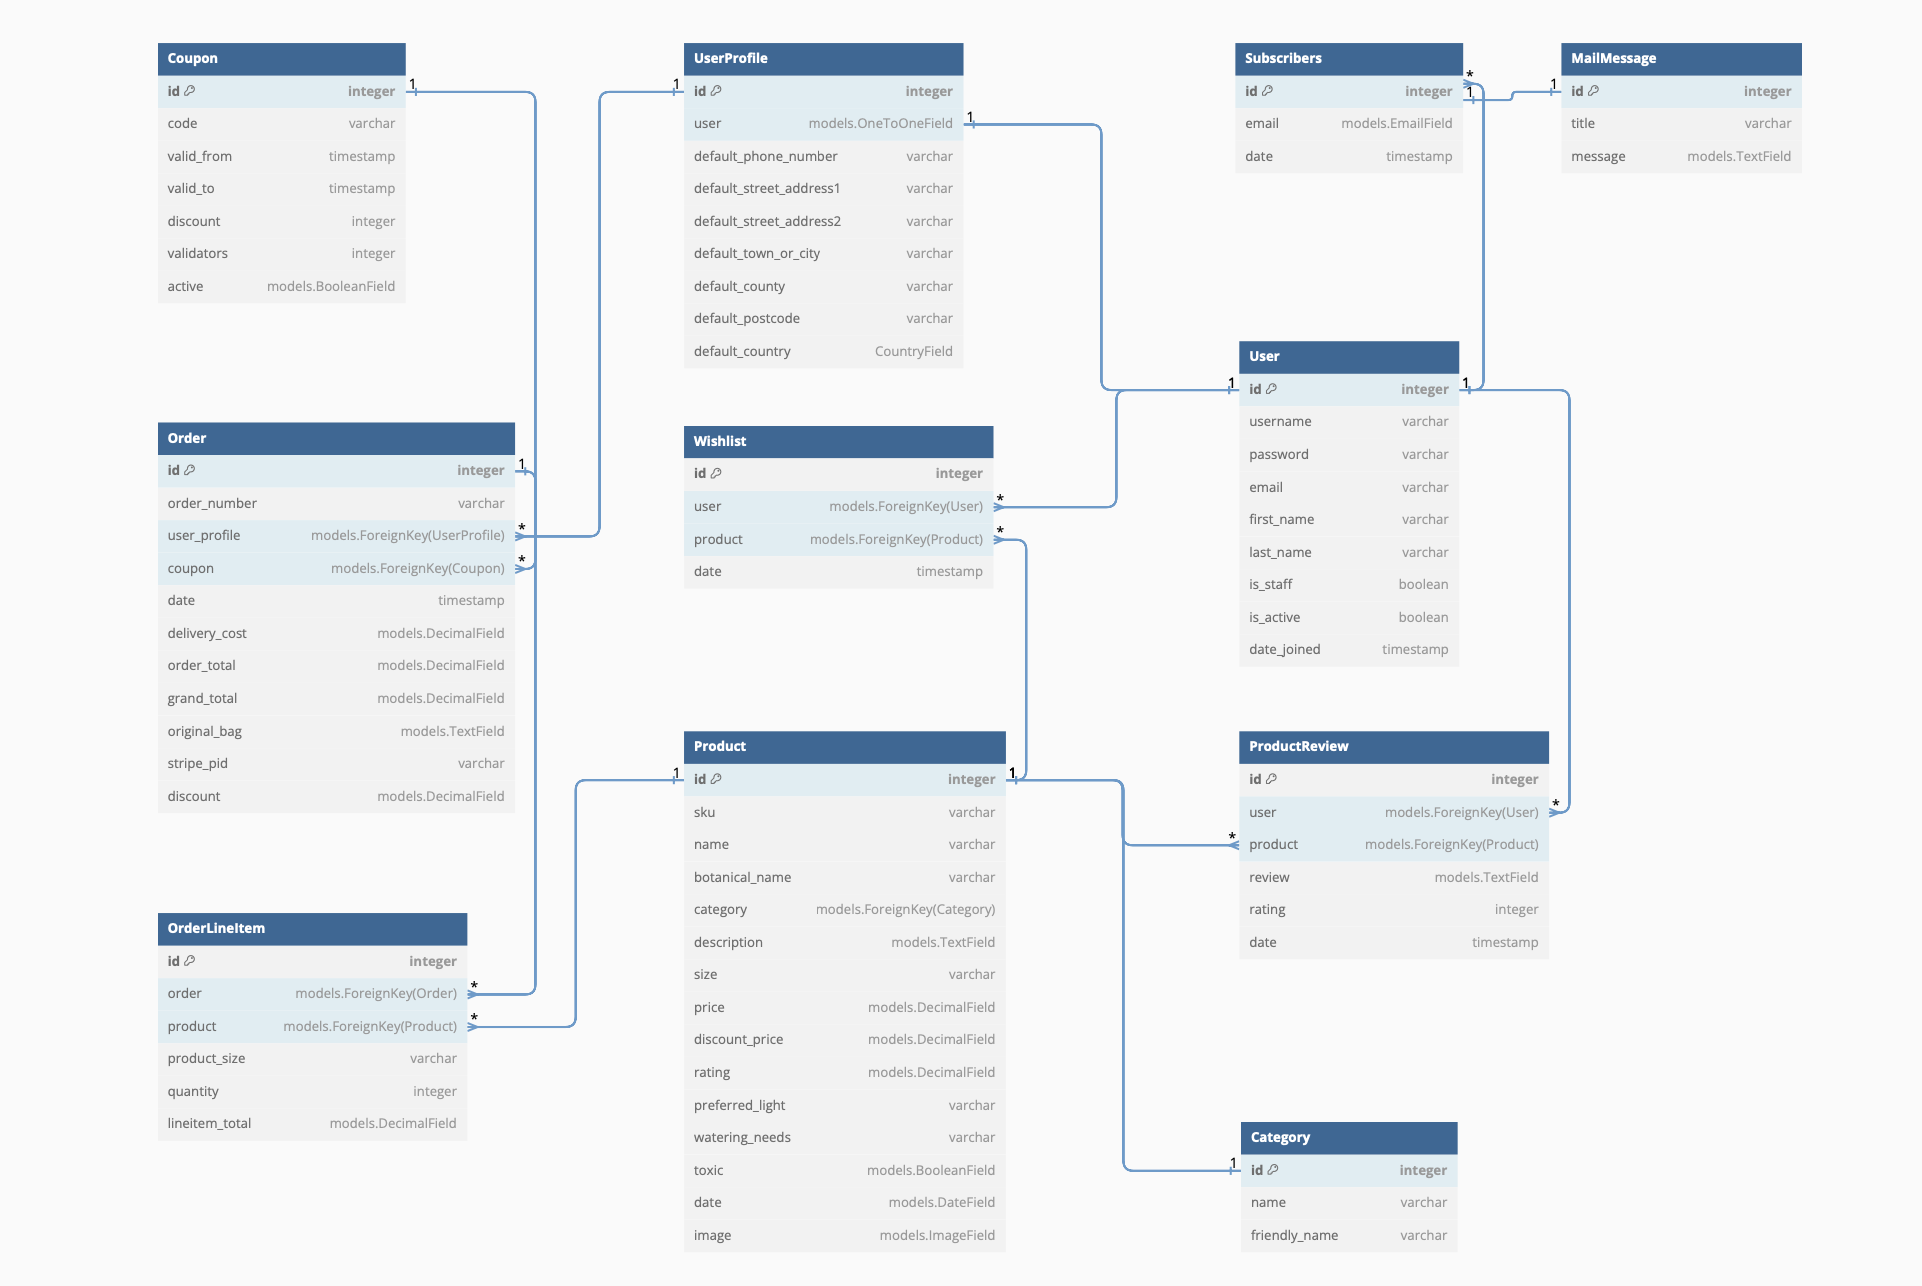 Coupon
id integer
code varchar
valid_from timestamp
valid_to timestamp
discount integer
validators integer
active models.BooleanField
1
UserProfile
1
id integer
user models.OneToOneField
1
default_phone_number varchar
default_street_address1 varchar
default_street_address2 varchar
default_town_or_city varchar
default_county varchar
default_postcode varchar
default_country CountryField
Subscribers
id integer
*
1
email models.EmailField
date timestamp
MailMessage
1
id integer
title varchar
message models.TextField
User
1
id integer
1
username varchar
password varchar
email varchar
first_name varchar
last_name varchar
is_staff boolean
is_active boolean
date_joined timestamp
Order
id integer
1
order_number varchar
user_profile models.ForeignKey(UserProfile)
*
coupon models.ForeignKey(Coupon)
*
date timestamp
delivery_cost models.DecimalField
order_total models.DecimalField
grand_total models.DecimalField
original_bag models.TextField
stripe_pid varchar
discount models.DecimalField
Wishlist
id integer
user models.ForeignKey(User)
*
product models.ForeignKey(Product)
*
date timestamp
Product
1
id integer
1
sku varchar
name varchar
botanical_name varchar
category models.ForeignKey(Category)
description models.TextField
size varchar
price models.DecimalField
discount_price models.DecimalField
rating models.DecimalField
preferred_light varchar
watering_needs varchar
toxic models.BooleanField
date models.DateField
image models.ImageField
ProductReview
id integer
user models.ForeignKey(User)
*
*
product models.ForeignKey(Product)
review models.TextField
rating integer
date timestamp
OrderLineItem
id integer
order models.ForeignKey(Order)
*
product models.ForeignKey(Product)
*
product_size varchar
quantity integer
lineitem_total models.DecimalField
Category
1
id integer
name varchar
friendly_name varchar